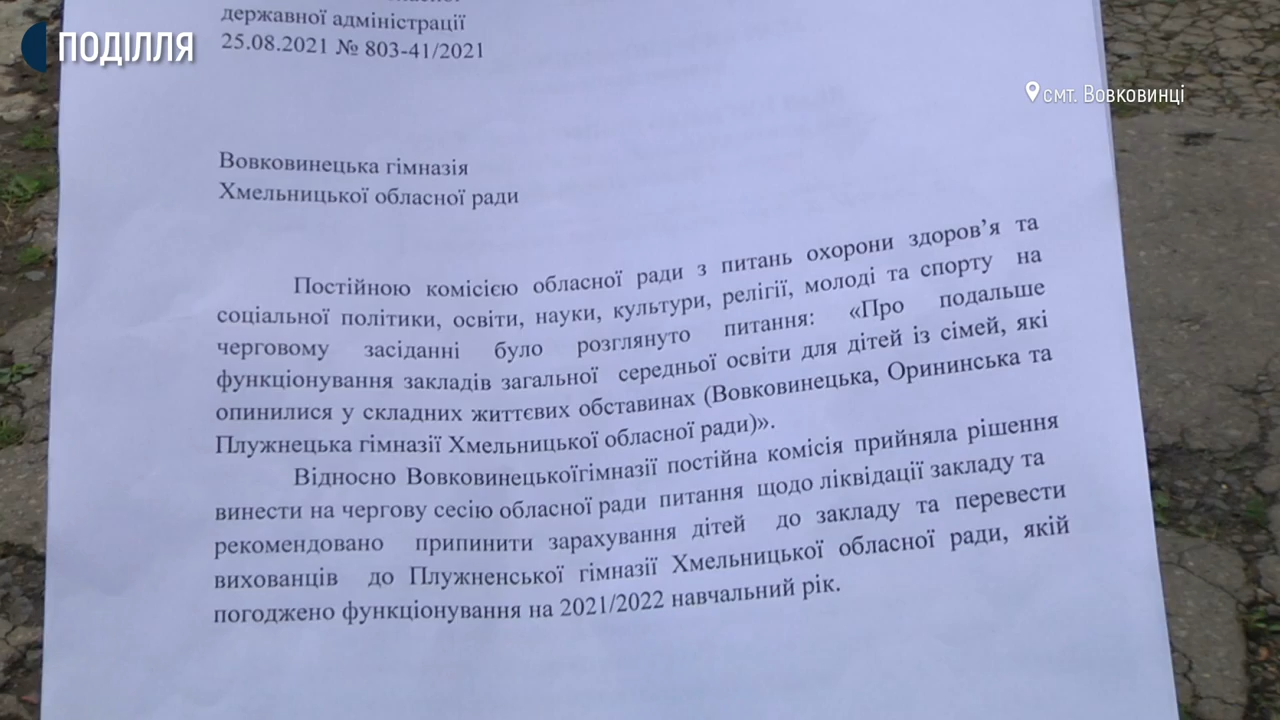 ПОДІЛЛЯ
смт. Вовковинці
державної адміністрації
25.08.2021 № 803-41/2021
Вовковинецька гімназія
Хмельницької обласної ради
Постійною комісією обласної ради з питань охорони здоров’я та
соціальної політики, освіти, науки, культури, релігії, молоді та спорту на
черговому засіданні було розглянуто питання: «Про подальше
функціонування закладів загальної середньої освіти для дітей із сімей, які
опинилися у складних життєвих обставинах (Вовковинецька, Орининська та
Плужнецька гімназії Хмельницької обласної ради)».
Відносно Вовковинецькоїгімназії постійна комісія прийняла рішення
винести на чергову сесію обласної ради питання щодо ліквідації закладу та
рекомендовано припинити зарахування дітей до закладу та перевести
вихованців до Плужненської гімназії Хмельницької обласної ради, якій
погоджено функціонування на 2021/2022 навчальний рік.